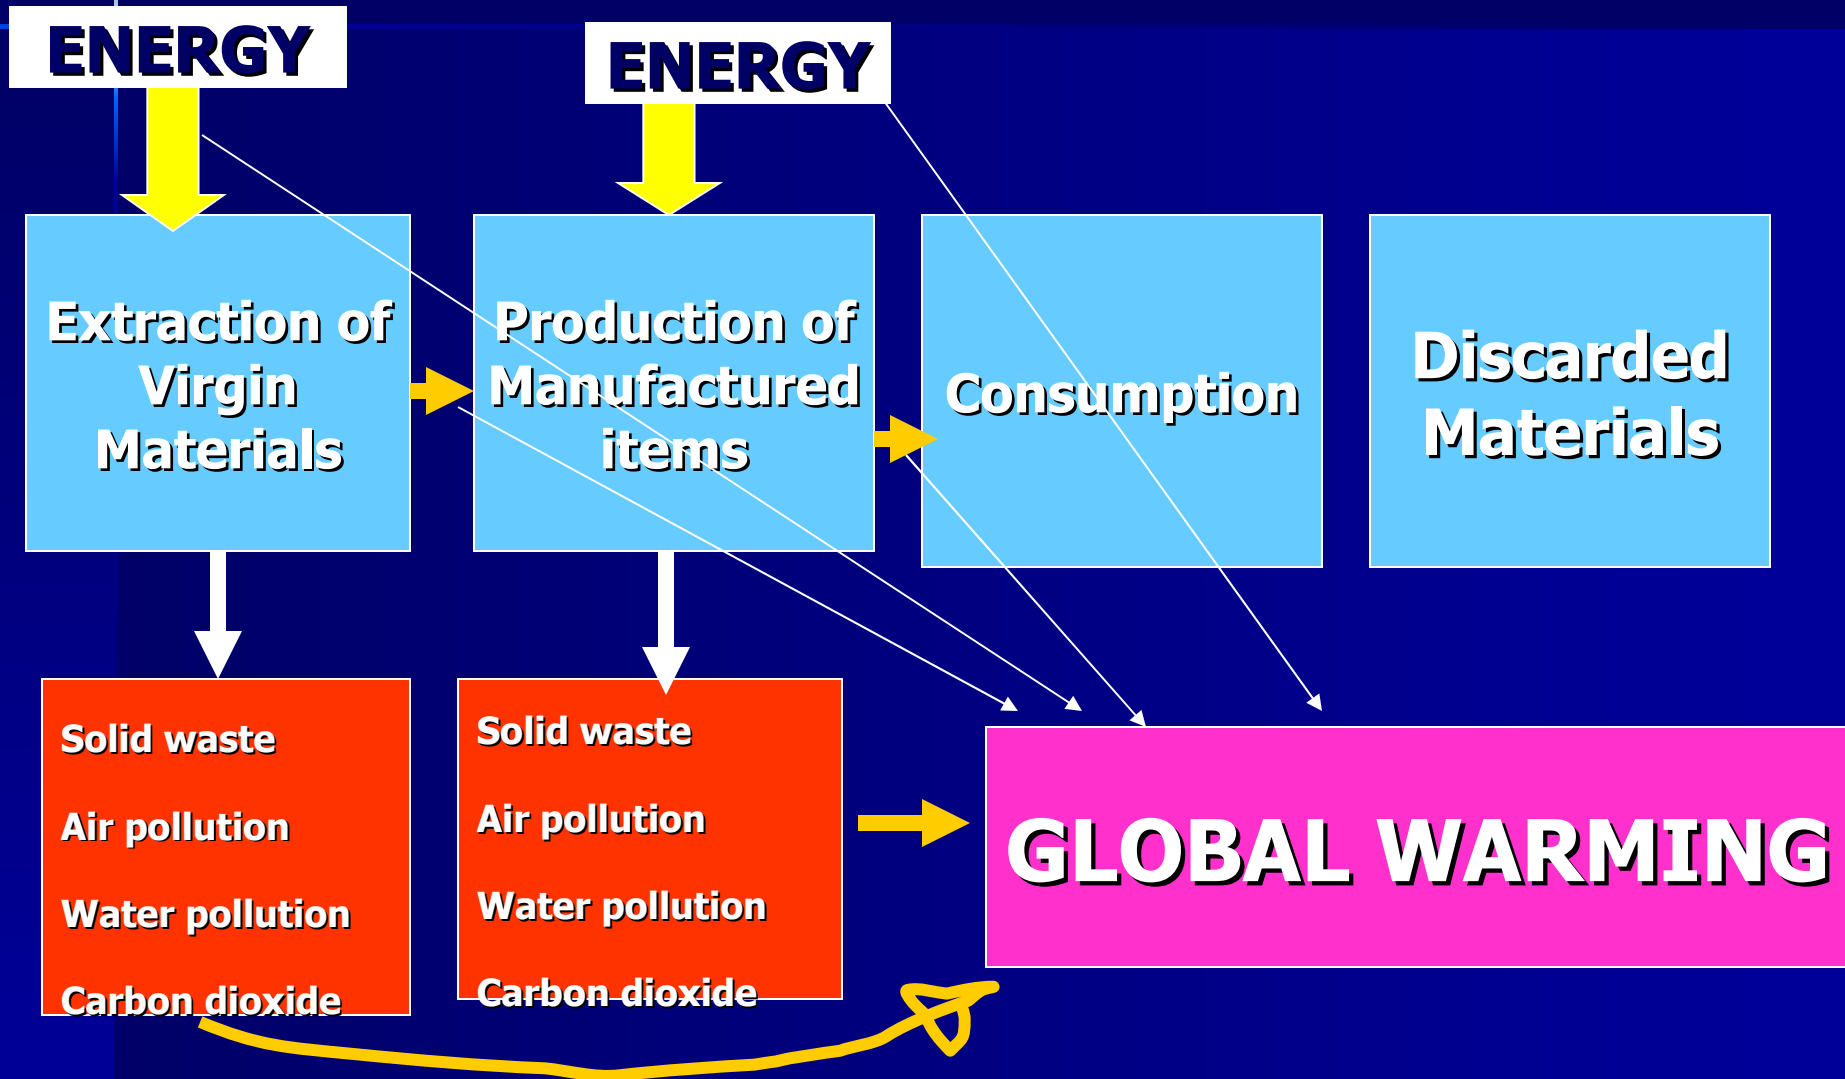 ENERGY
ENERGY
Extraction of
Virgin
Materials
Production of
Manufactured
items
Consumption
Discarded
Materials
Solid waste
Air pollution
Water pollution
Carbon dioxide
Solid waste
Air pollution
Water pollution
Carbon dioxide
GLOBAL WARMING